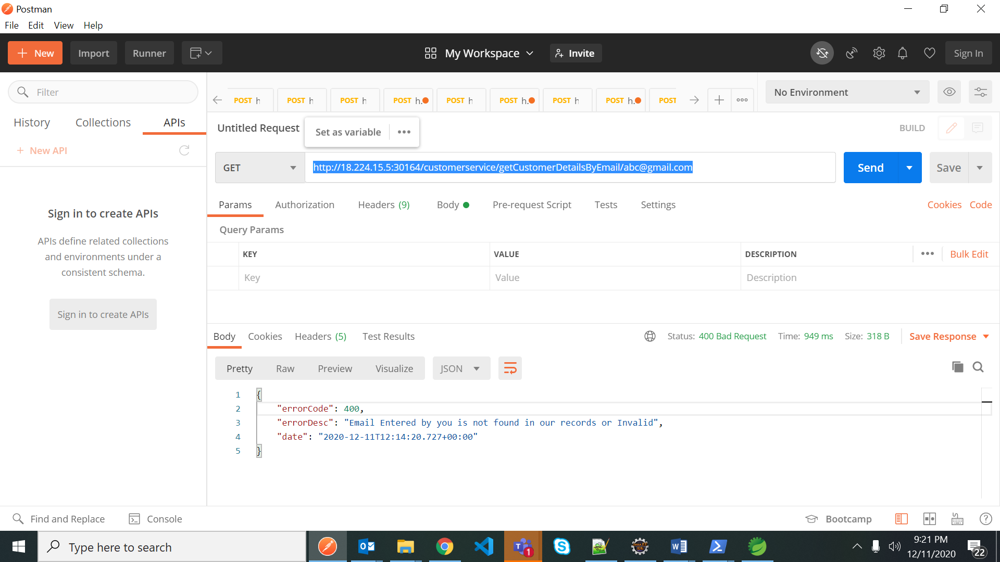 Postman
File Edit View Help
New Import Runner My Workspace Invite Sign In
Filter
POST h POST h POST h POST h. POST h POST h. POST h POST h. POST
No Environment
History Collections APIs
Untitled Request Set as variable BUILD
+ New API
GET http://18.224.15.5:30164/customerservice/getCustomerDetailsByEmail/abc@gmail.com Send Save
Params Authorization Headers (9) Body Pre-request Script Tests Settings Cookies Code
Sign in to create APIs
Query Params
APIs define related collections
and environments under a
consistent schema.
KEY VALUE DESCRIPTION Bulk Edit
Key Value Description
Sign in to create APIs
Body Cookies Headers (5) Test Results Status: 400 Bad Request Time: 949 ms Size: 318 B Save Response
Pretty Raw Preview Visualize JSON
1 {
2 "errorCode": 400,
3 "errorDesc": "Email Entered by you is not found in our records or Invalid",
4 "date": "2020-12-11T12:14:20.727+00:00"
5 }
Find and Replace Console Bootcamp
Type here to search
1
9:21 PM
12/11/2020
22